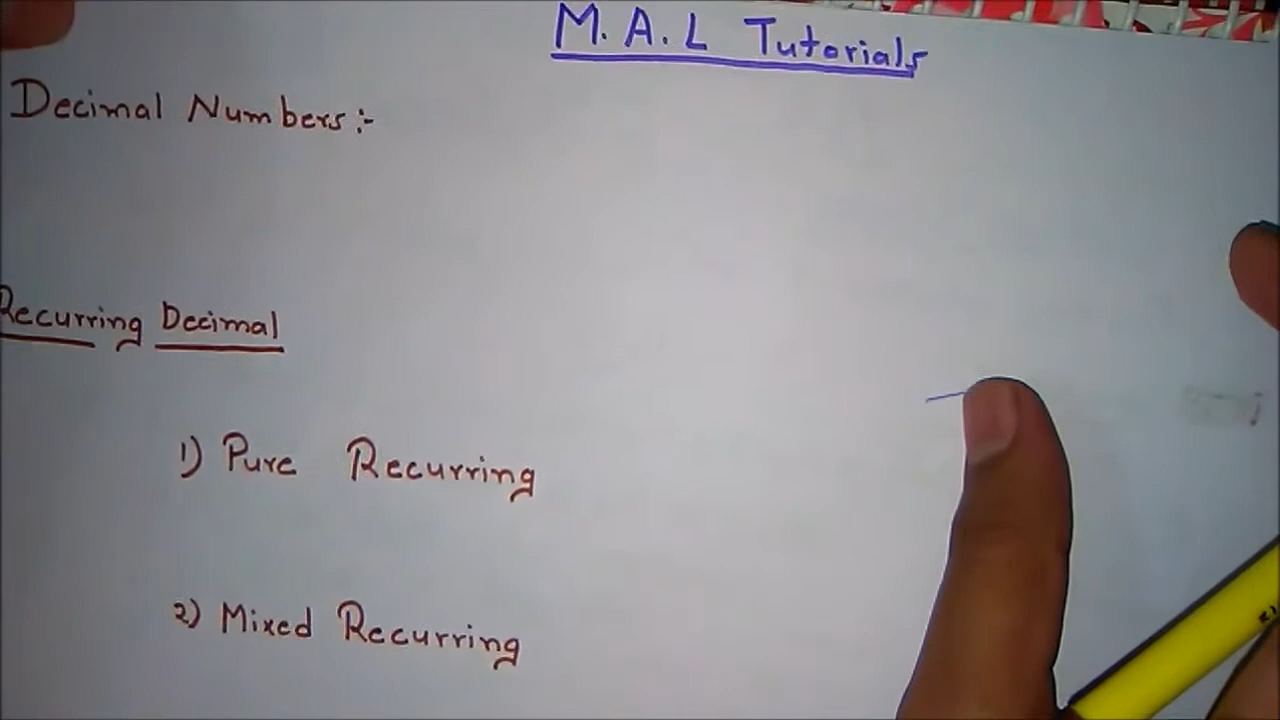 M. A. L Tutorials
Decimal Numbers :-
Recurring Decimal
1) Pure Recurring
2) Mixed Recurring